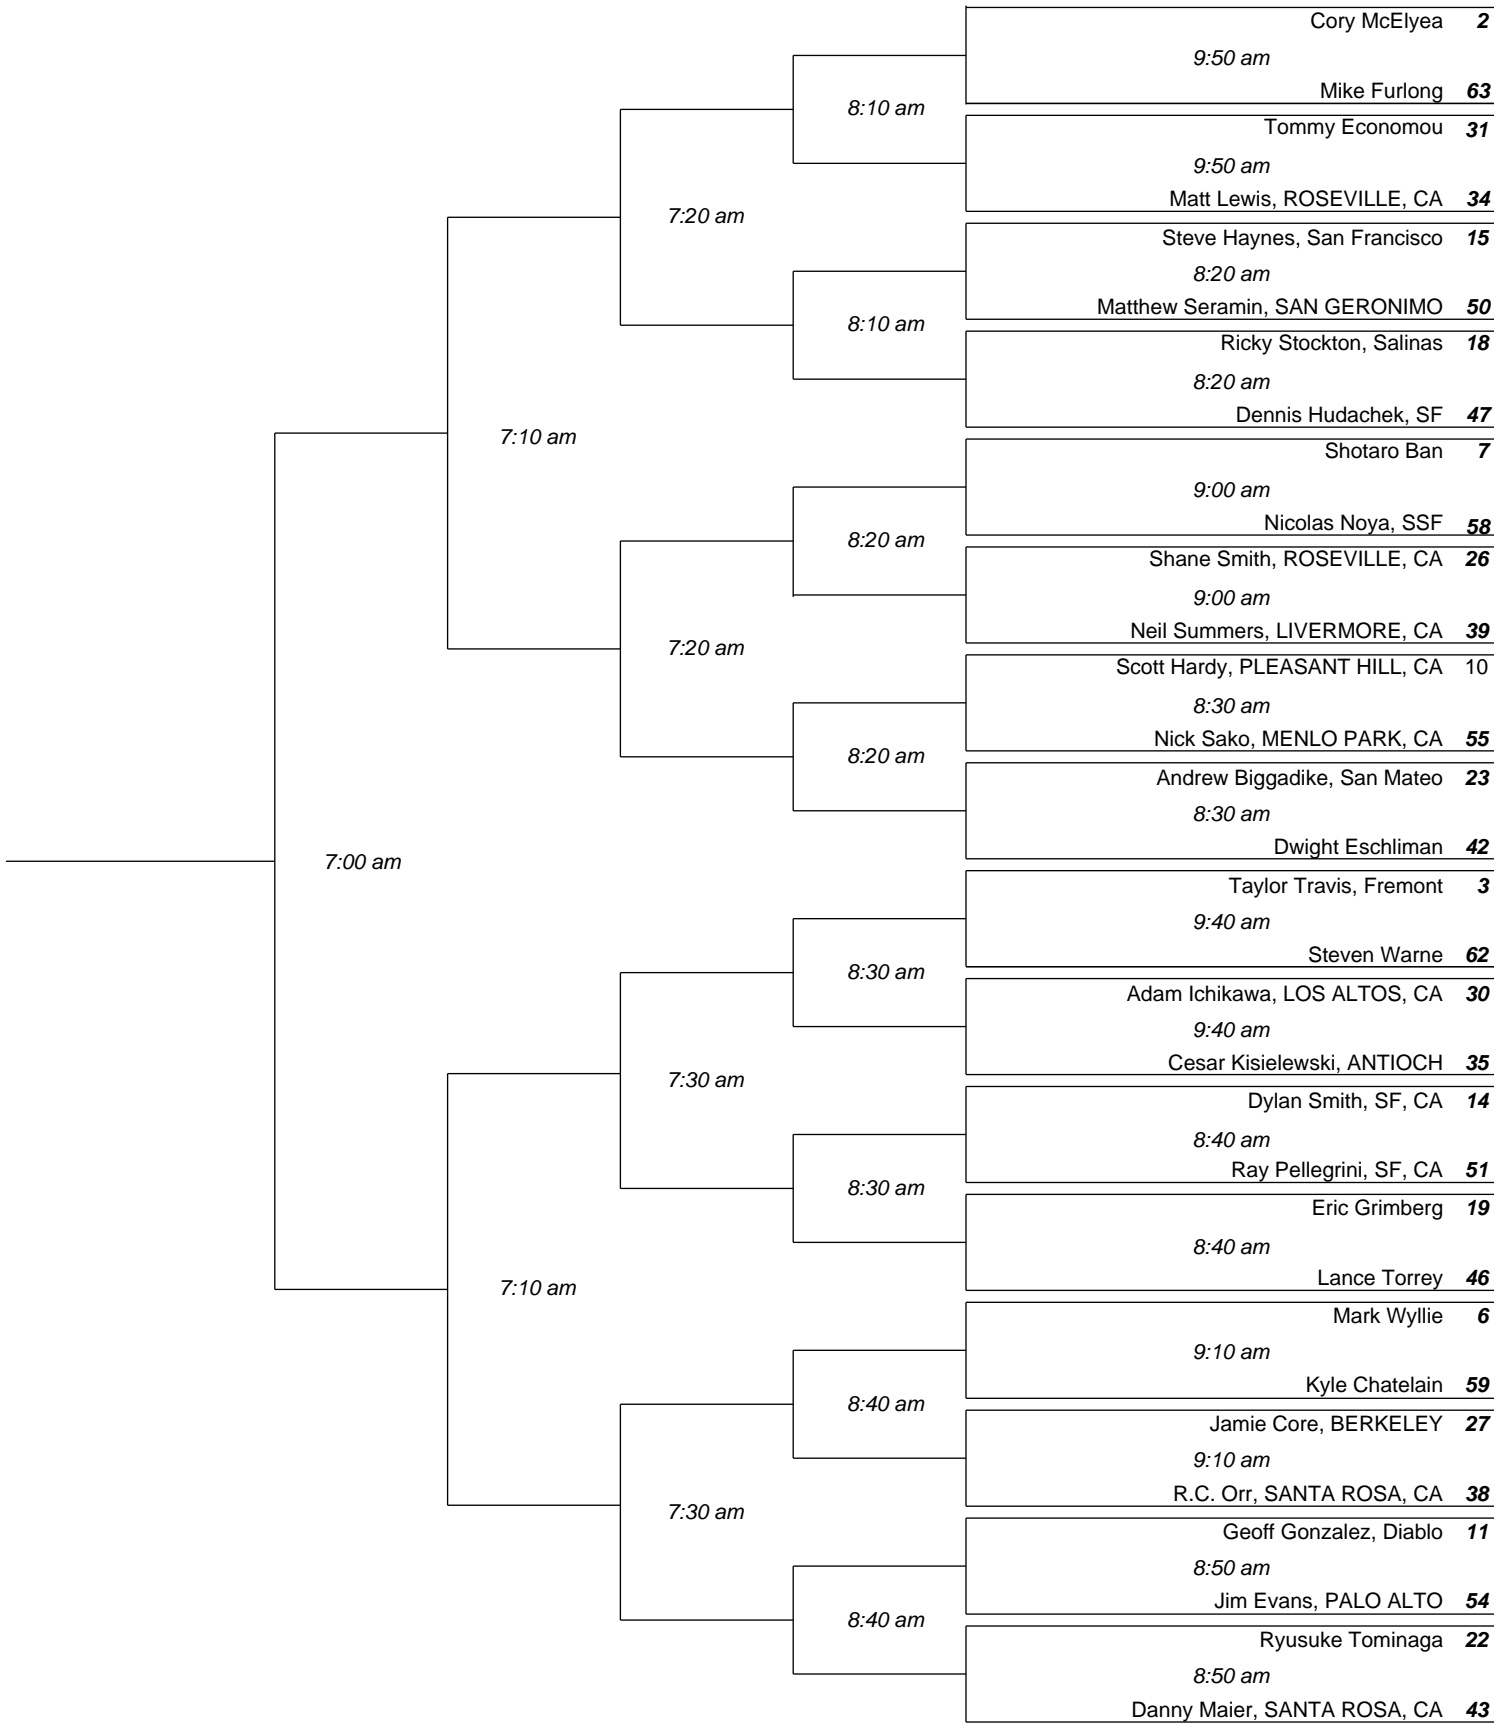 Cory McElyea 2
9:50 am
8:10 am
Mike Furlong 63
Tommy Economou 31
9:50 am
Matt Lewis, ROSEVILLE, CA 34
7:20 am
Steve Haynes, San Francisco 15
8:20 am
Matthew Seramin, SAN GERONIMO 50
8:10 am
Ricky Stockton, Salinas 18
8:20 am
Dennis Hudachek, SF 47
7:10 am
Shotaro Ban 7
9:00 am
Nicolas Noya, SSF 58
8:20 am
Shane Smith, ROSEVILLE, CA 26
9:00 am
Neil Summers, LIVERMORE, CA 39
7:20 am
Scott Hardy, PLEASANT HILL, CA 10
8:30 am
Nick Sako, MENLO PARK, CA 55
8:20 am
Andrew Biggadike, San Mateo 23
8:30 am
Dwight Eschliman 42
7:00 am
Taylor Travis, Fremont 3
9:40 am
Steven Warne 62
8:30 am
Adam Ichikawa, LOS ALTOS, CA 30
9:40 am
Cesar Kisielewski, ANTIOCH 35
7:30 am
Dylan Smith, SF, CA 14
8:40 am
Ray Pellegrini, SF, CA 51
8:30 am
Eric Grimberg 19
8:40 am
Lance Torrey 46
7:10 am
Mark Wyllie 6
9:10 am
Kyle Chatelain 59
8:40 am
Jamie Core, BERKELEY 27
9:10 am
R.C. Orr, SANTA ROSA, CA 38
7:30 am
Geoff Gonzalez, Diablo 11
8:50 am
Jim Evans, PALO ALTO 54
8:40 am
Ryusuke Tominaga 22
8:50 am
Danny Maier, SANTA ROSA, CA 43